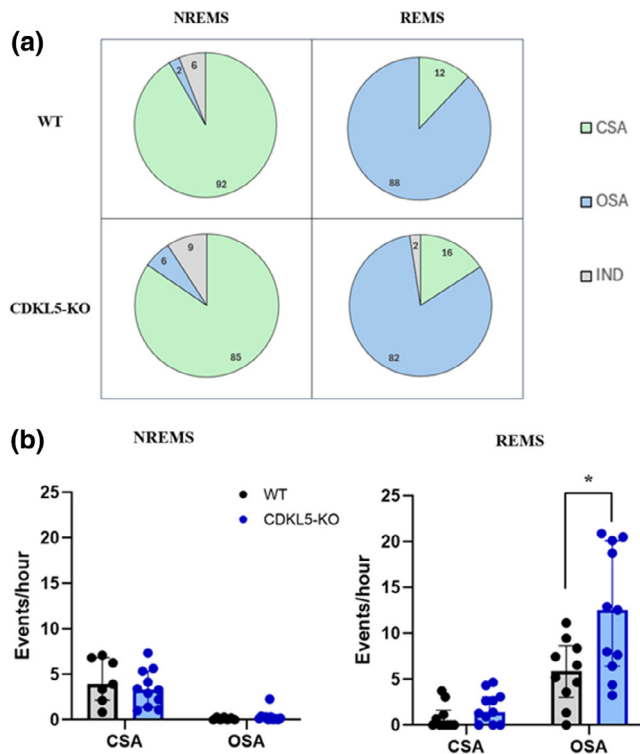 NREMS REMS
(a)
WT
2 6
92
12
88
CSA
OSA
IND
CDKL5-KO
6 9
85
2 16
82
(b)
NREMS
REMS
WT
CDKL5-KO
Events/hour
25
20
15
10
5
0
CSA OSA
*
Events/hour
25
20
15
10
5
0
CSA OSA